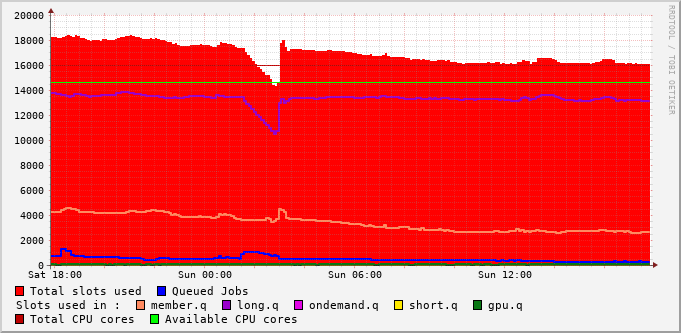 20000
18000
16000
14000
12000
10000
8000
6000
4000
2000
0
Sat 18:00 Sun 00:00 Sun 06:00 Sun 12:00
RRDTOOL / TOBI OETIKER
Total slots used Queued Jobs
Slots used in : member.q long.q ondemand.q short.q gpu.q
Total CPU cores Available CPU cores